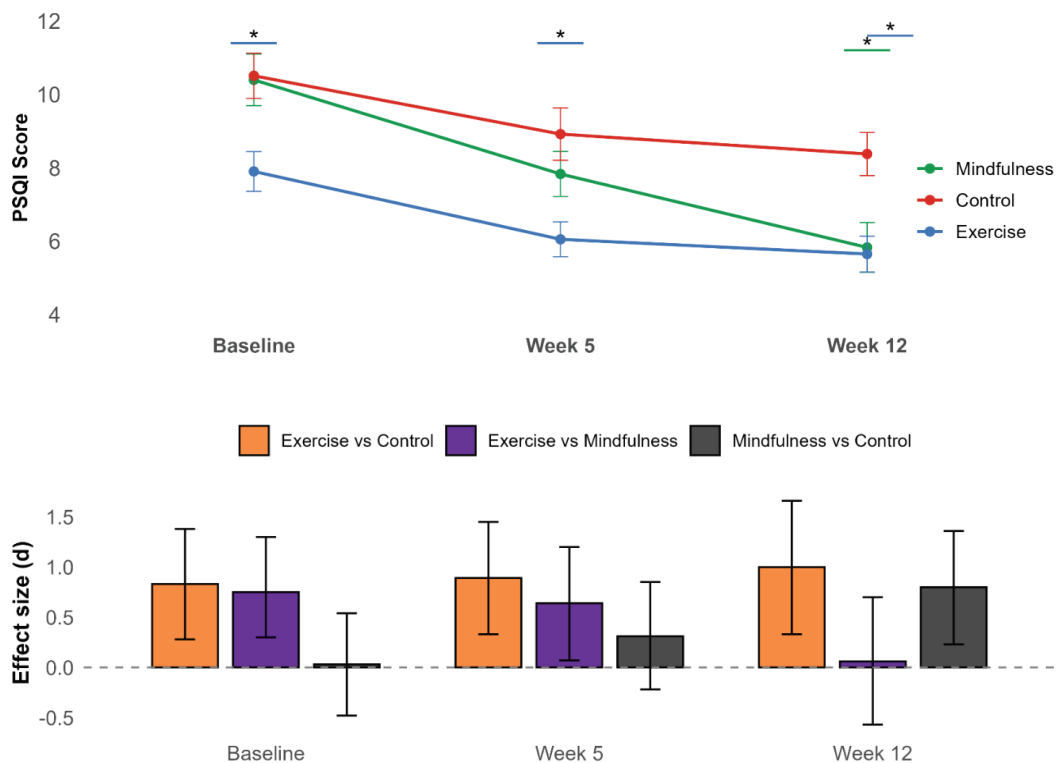 12
10
8
6
4
PSQI Score
* * * *
Mindfulness
Control
Exercise
Baseline Week 5 Week 12
Exercise vs Control Exercise vs Mindfulness Mindfulness vs Control
1.5
1.0
0.5
0.0
-0.5
Effect size (d)
Baseline Week 5 Week 12